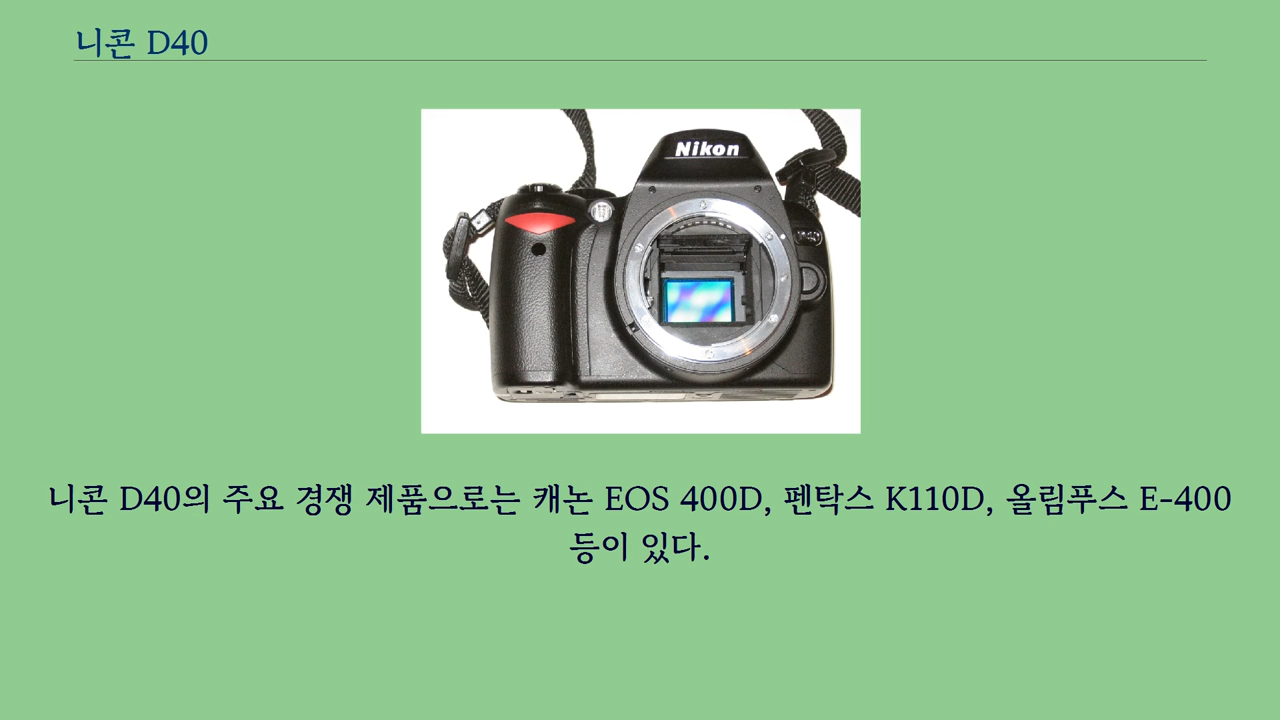 니콘 D40
Nikon
D40
니콘 D40의 주요 경쟁 제품으로는 캐논 EOS 400D, 펜탁스 K110D, 올림푸스 E-400
등이 있다.